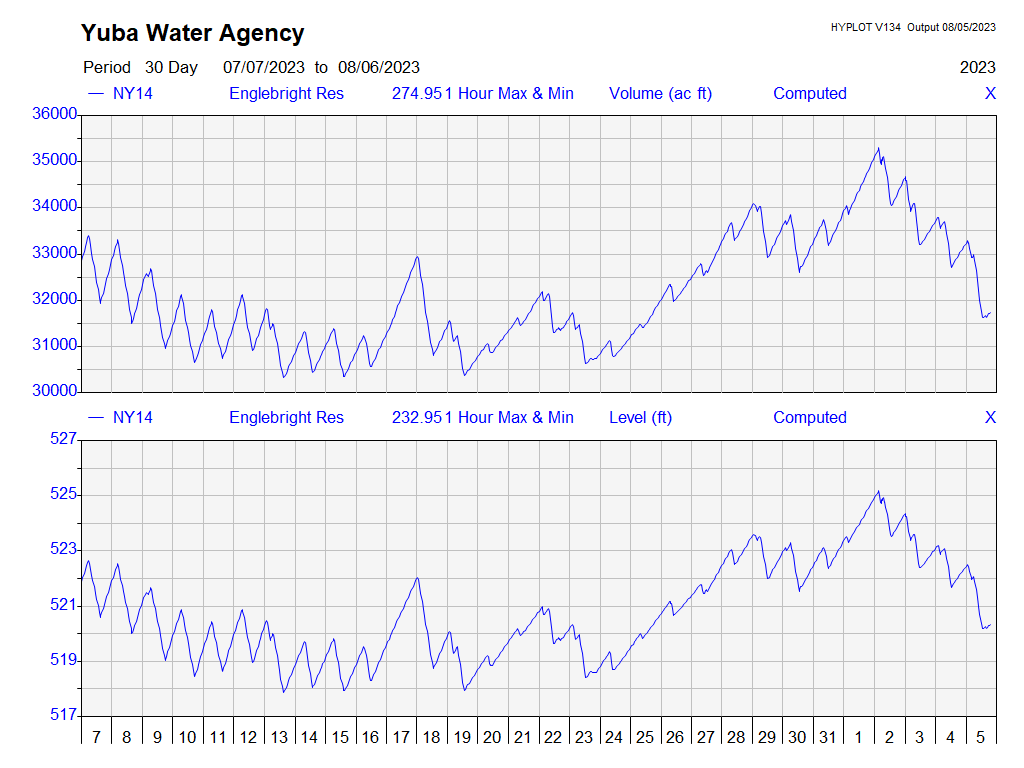 Yuba Water Agency
HYPLOT V134 Output 08/05/2023
Period 30 Day 07/07/2023 to 08/06/2023 2023
NY14 Englebright Res 274.951 Hour Max & Min Volume (ac ft) Computed X
36000
35000
34000
33000
32000
31000
30000
NY14 Englebright Res 232.951 Hour Max & Min Level (ft) Computed X
527
525
523
521
519
517
7 8 9 10 11 12 13 14 15 16 17 18 19 20 21 22 23 24 25 26 27 28 29 30 31 1 2 3 4 5